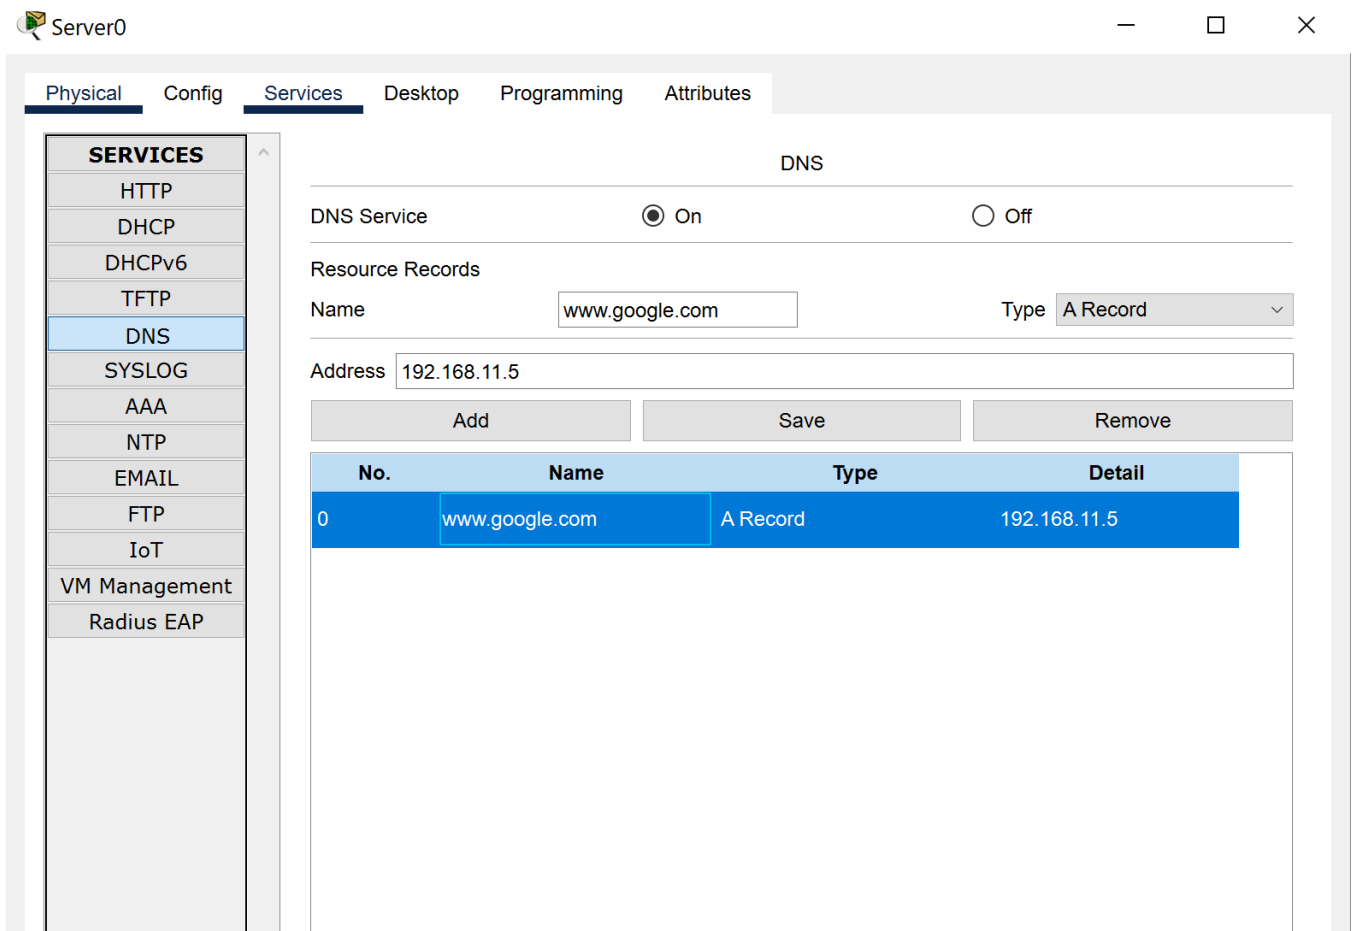 Server0
Physical Config Services Desktop Programming Attributes
SERVICES
HTTP
DHCP
DHCPv6
TFTP
DNS
SYSLOG
AAA
NTP
EMAIL
FTP
IoT
VM Management
Radius EAP
DNS
DNS Service On Off
Resource Records
Name www.google.com Type A Record
Address 192.168.11.5
Add Save Remove
No. Name Type Detail
0 www.google.com A Record 192.168.11.5